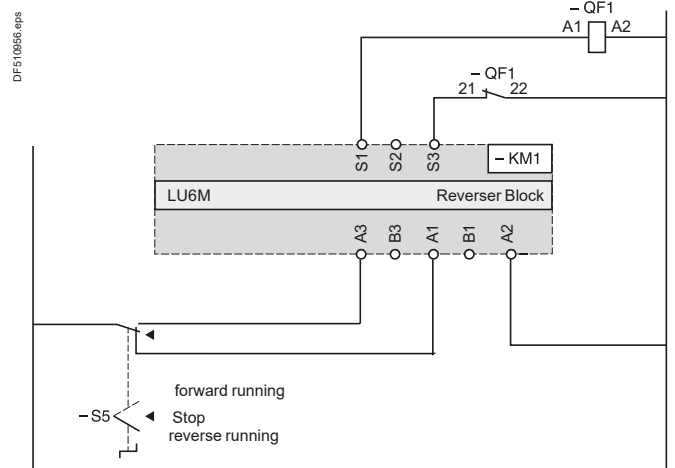 DF510956.eps
– QF1
A1 A2
– QF1
21 22
S1 S2 S3
– KM1
LU6M Reverser Block
A3 B3 A1 B1 A2 –
forward running
– S5 Stop
reverse running